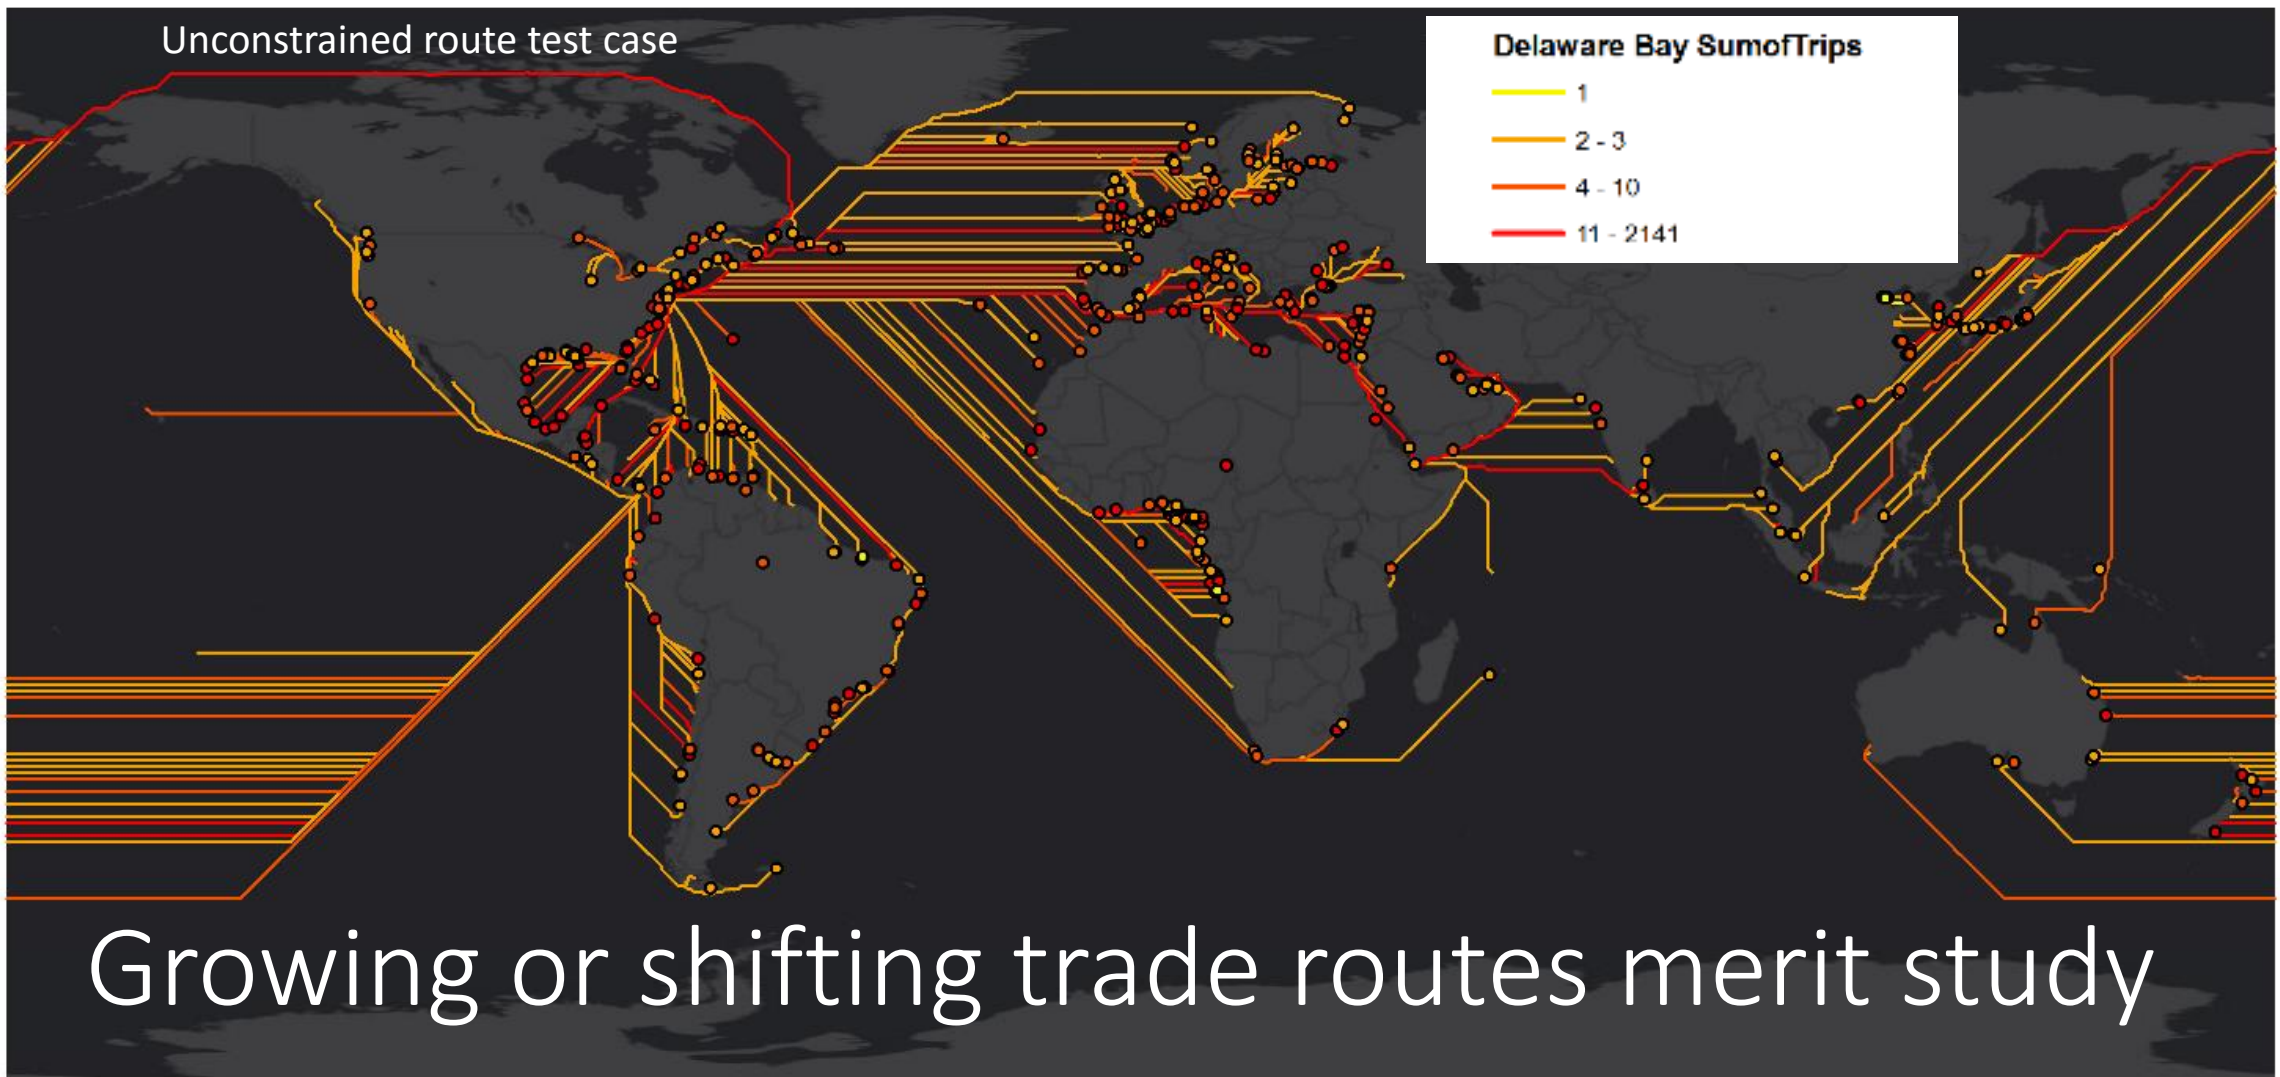 Unconstrained route test case
Delaware Bay SumofTrips
1
2 - 3
4 - 10
11 - 2141
Growing or shifting trade routes merit study